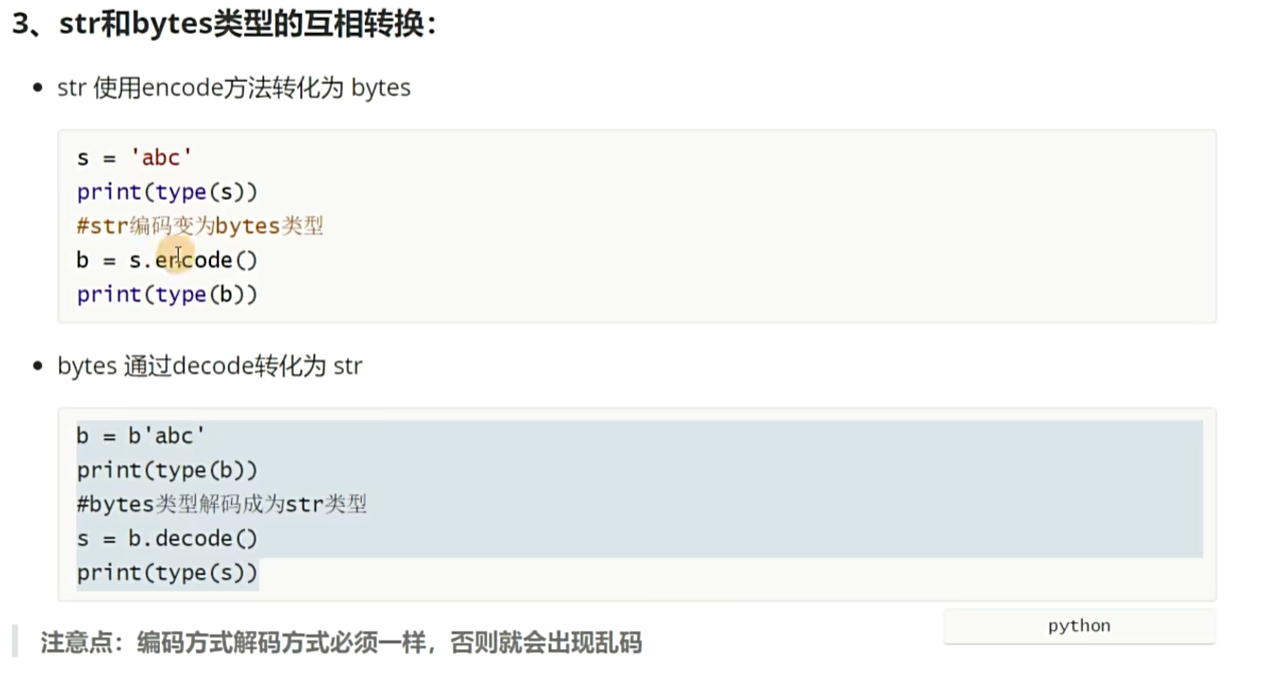 3、str和bytes类型的互相转换：
str 使用encode方法转化为 bytes
s = 'abc'
print(type(s))
#str编码变为bytes类型
b = s.encode()
print(type(b))
bytes 通过decode转化为 str
b = b'abc'
print(type(b))
#bytes类型解码成为str类型
s = b.decode()
print(type(s))
python
注意点：编码方式解码方式必须一样，否则就会出现乱码